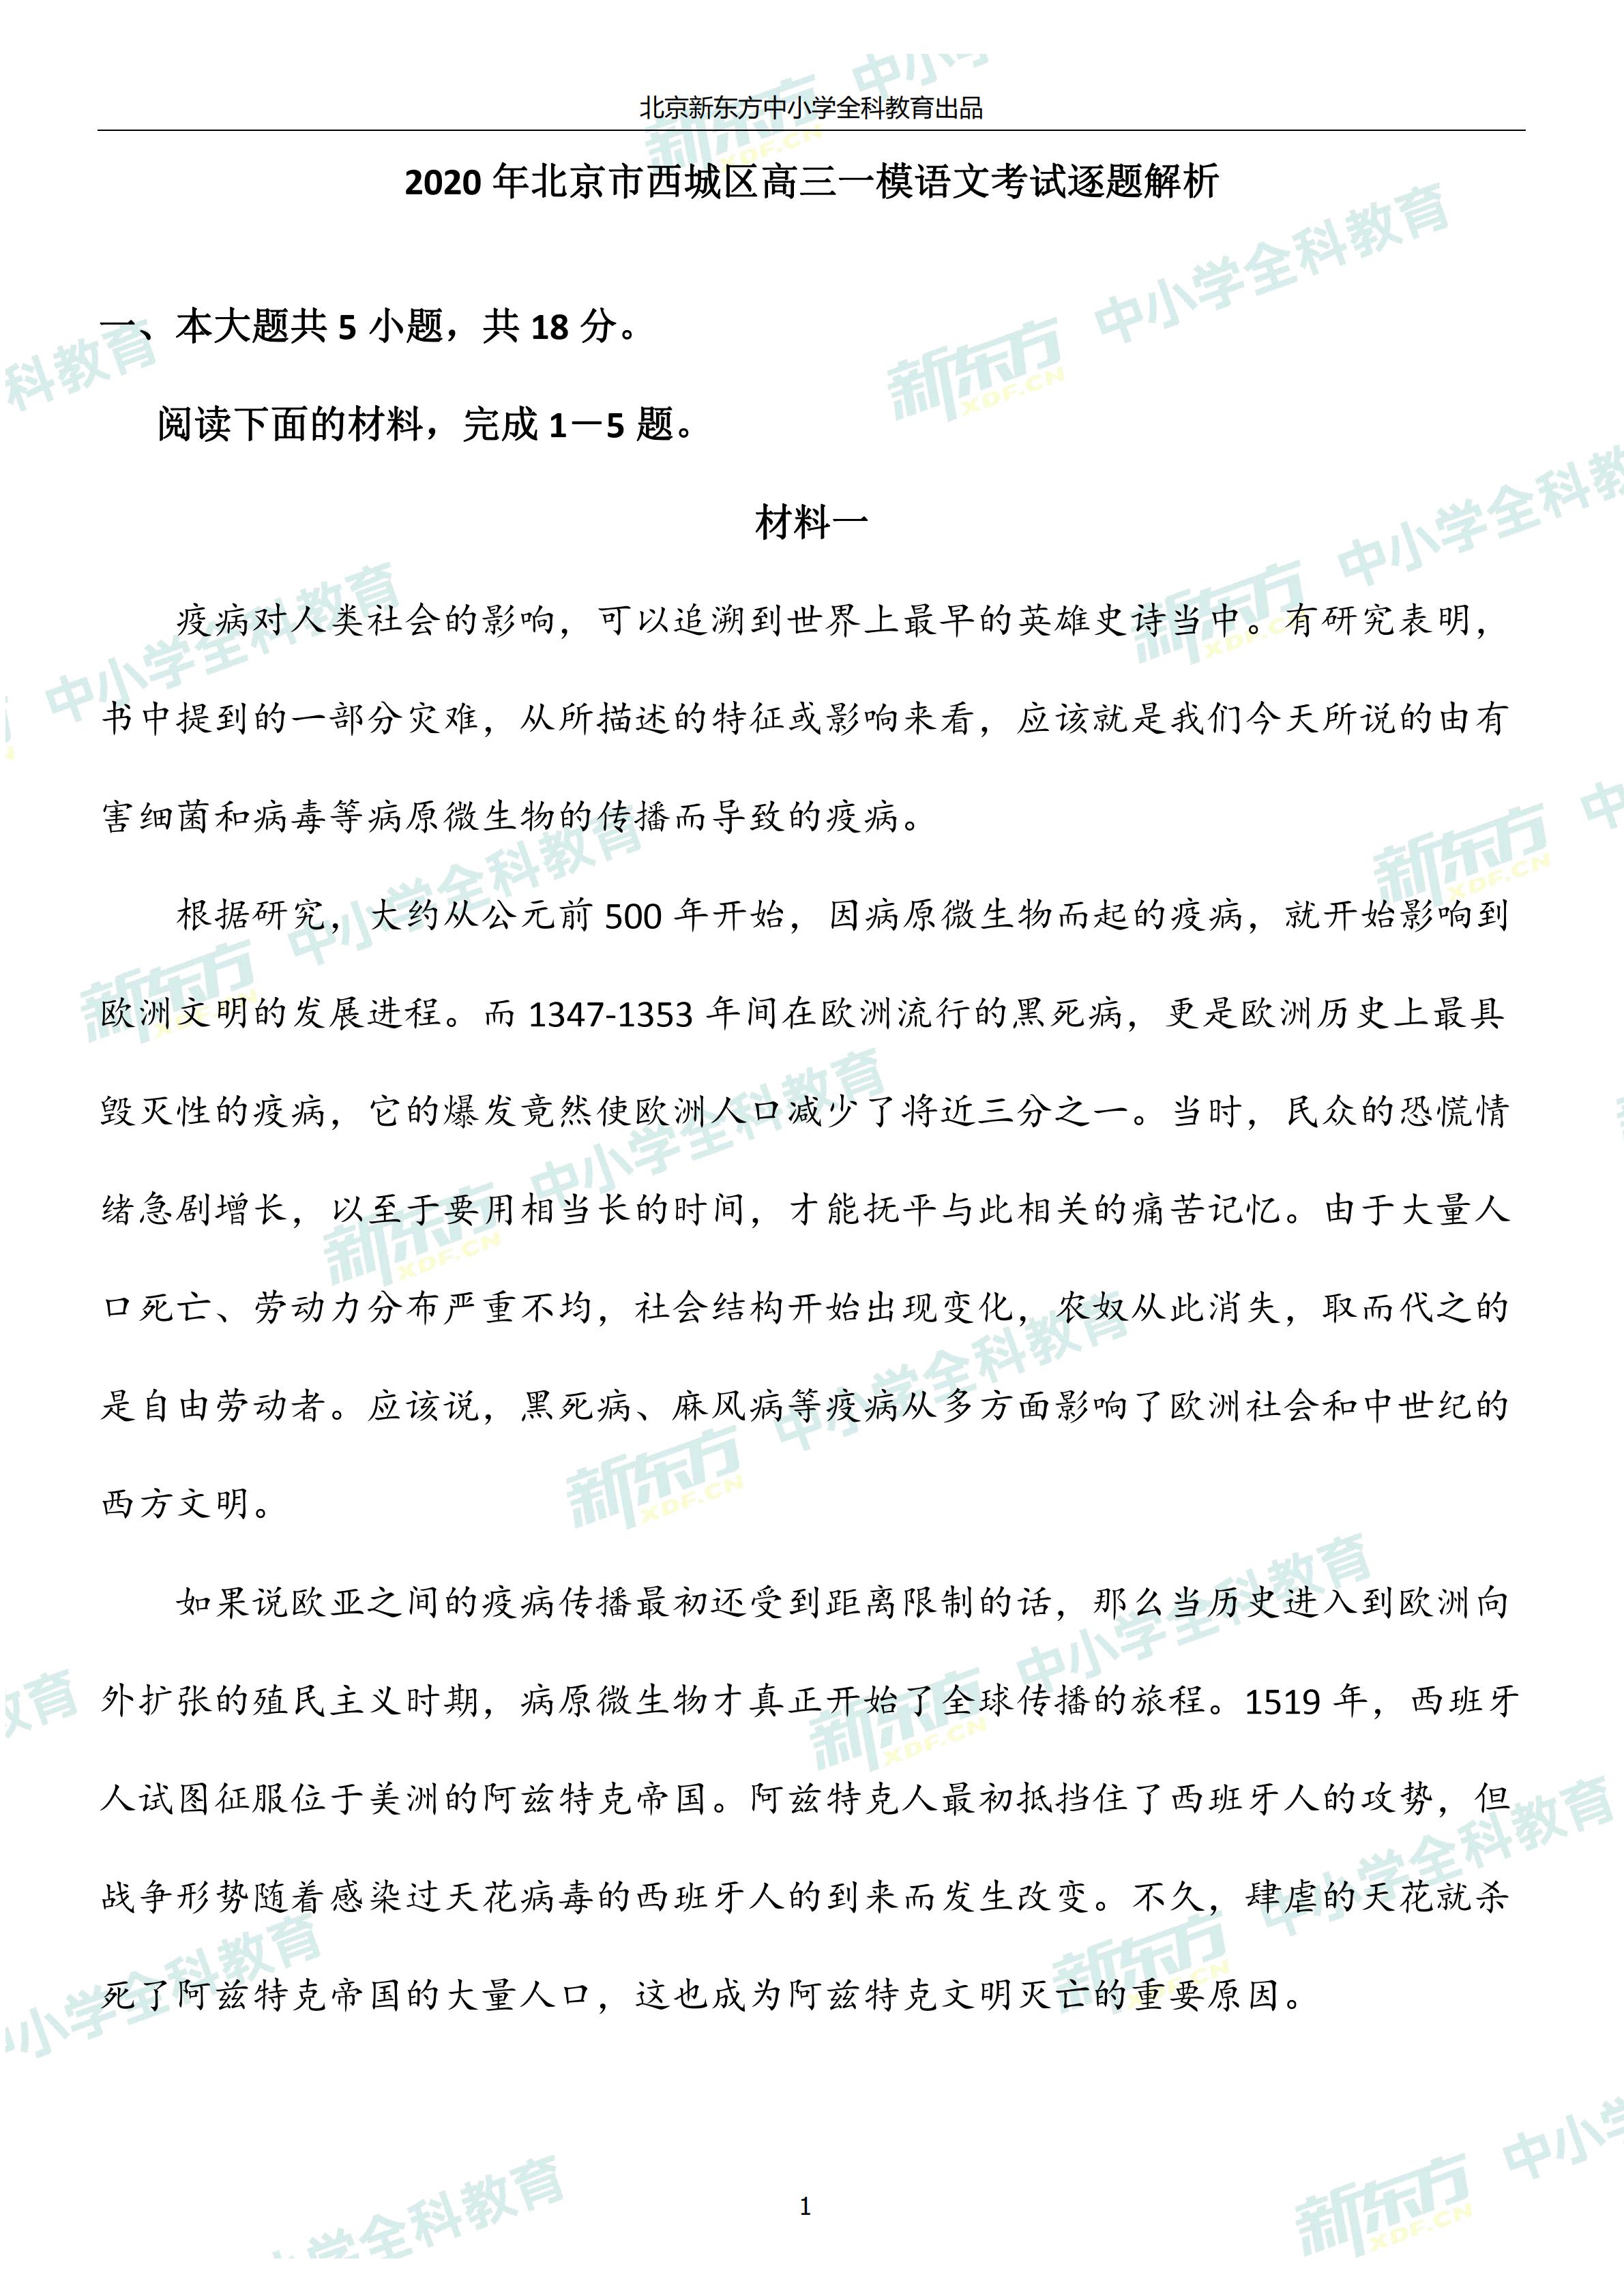 北京新东方中小学全科教育出品
2020 年北京市西城区高三一模语文考试逐题解析
一、本大题共 5 小题，共 18 分。
阅读下面的材料，完成 1－5 题。
材料一
疫病对人类社会的影响，可以追溯到世界上最早的英雄史诗当中。有研究表明，
书中提到的一部分灾难，从所描述的特征或影响来看，应该就是我们今天所说的由有
害细菌和病毒等病原微生物的传播而导致的疫病。
根据研究，大约从公元前 500 年开始，因病原微生物而起的疫病，就开始影响到
欧洲文明的发展进程。而 1347-1353 年间在欧洲流行的黑死病，更是欧洲历史上最具
毁灭性的疫病，它的爆发竟然使欧洲人口减少了将近三分之一。当时，民众的恐慌情
绪急剧增长，以至于要用相当长的时间，才能抚平与此相关的痛苦记忆。由于大量人
口死亡、劳动力分布严重不均，社会结构开始出现变化，农奴从此消失，取而代之的
是自由劳动者。应该说，黑死病、麻风病等疫病从多方面影响了欧洲社会和中世纪的
西方文明。
如果说欧亚之间的疫病传播最初还受到距离限制的话，那么当历史进入到欧洲向
外扩张的殖民主义时期，病原微生物才真正开始了全球传播的旅程。1519 年，西班牙
人试图征服位于美洲的阿兹特克帝国。阿兹特克人最初抵挡住了西班牙人的攻势，但
战争形势随着感染过天花病毒的西班牙人的到来而发生改变。不久，肆虐的天花就杀
死了阿兹特克帝国的大量人口，这也成为阿兹特克文明灭亡的重要原因。
1